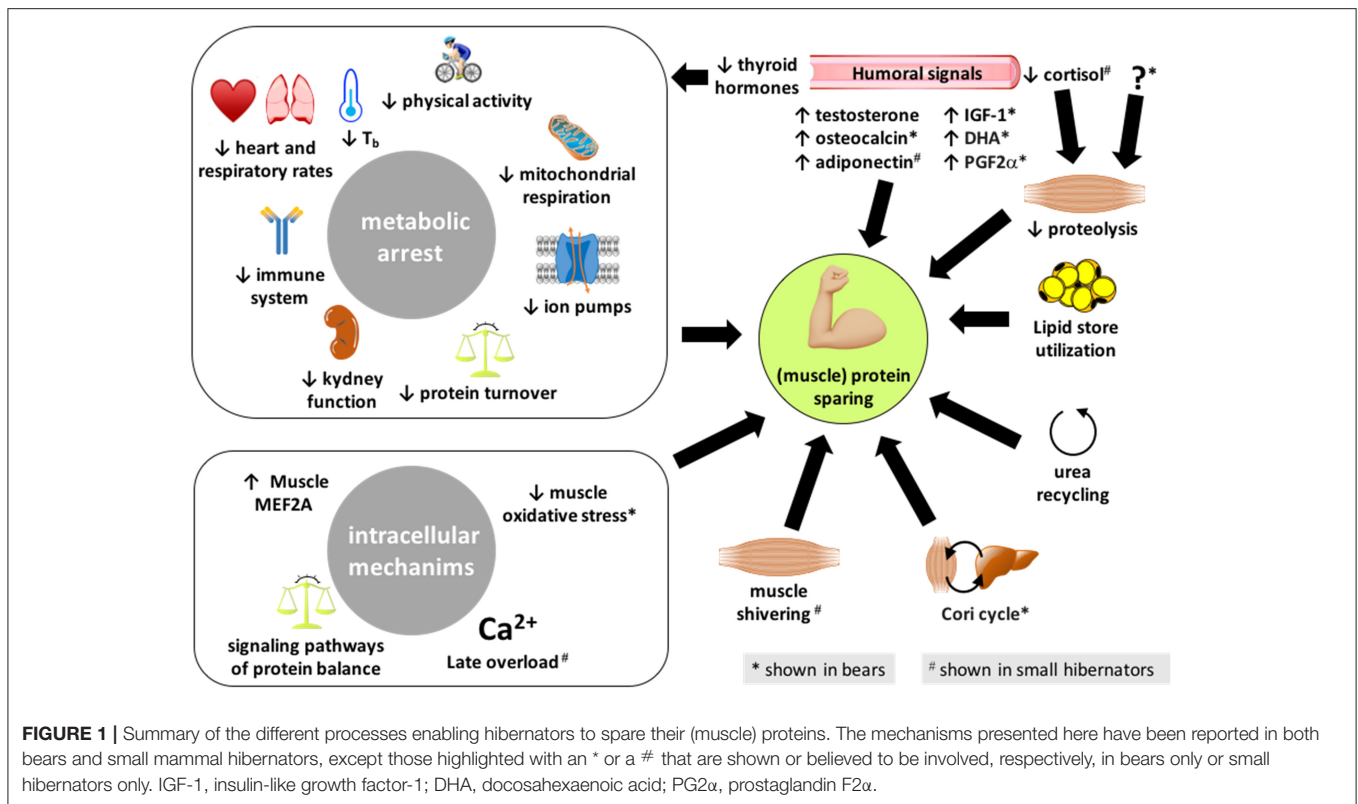 ↓ physical activity
↓ heart and
respiratory rates
↓ T_b
↓ mitochondrial
respiration
metabolic
arrest
↓ immune
system
↓ ion pumps
↓ kydney
function
↓ protein turnover
↓ thyroid
hormones
Humoral signals
↓ cortisol#
?*
↑ testosterone
↑ osteocalcin*
↑ adiponectin#
↑ IGF-1*
↑ DHA*
↑ PGF2α*
↓ proteolysis
Lipid store
utilization
(muscle) protein
sparing
urea
recycling
↑ Muscle
MEF2A
↓ muscle
oxidative stress*
intracellular
mechanims
signaling pathways
of protein balance
Ca²⁺
Late overload#
muscle
shivering #
Cori cycle*
* shown in bears
# shown in small hibernators
FIGURE 1 | Summary of the different processes enabling hibernators to spare their (muscle) proteins. The mechanisms presented here have been reported in both
bears and small mammal hibernators, except those highlighted with an * or a # that are shown or believed to be involved, respectively, in bears only or small
hibernators only. IGF-1, insulin-like growth factor-1; DHA, docosahexaenoic acid; PG2α, prostaglandin F2α.